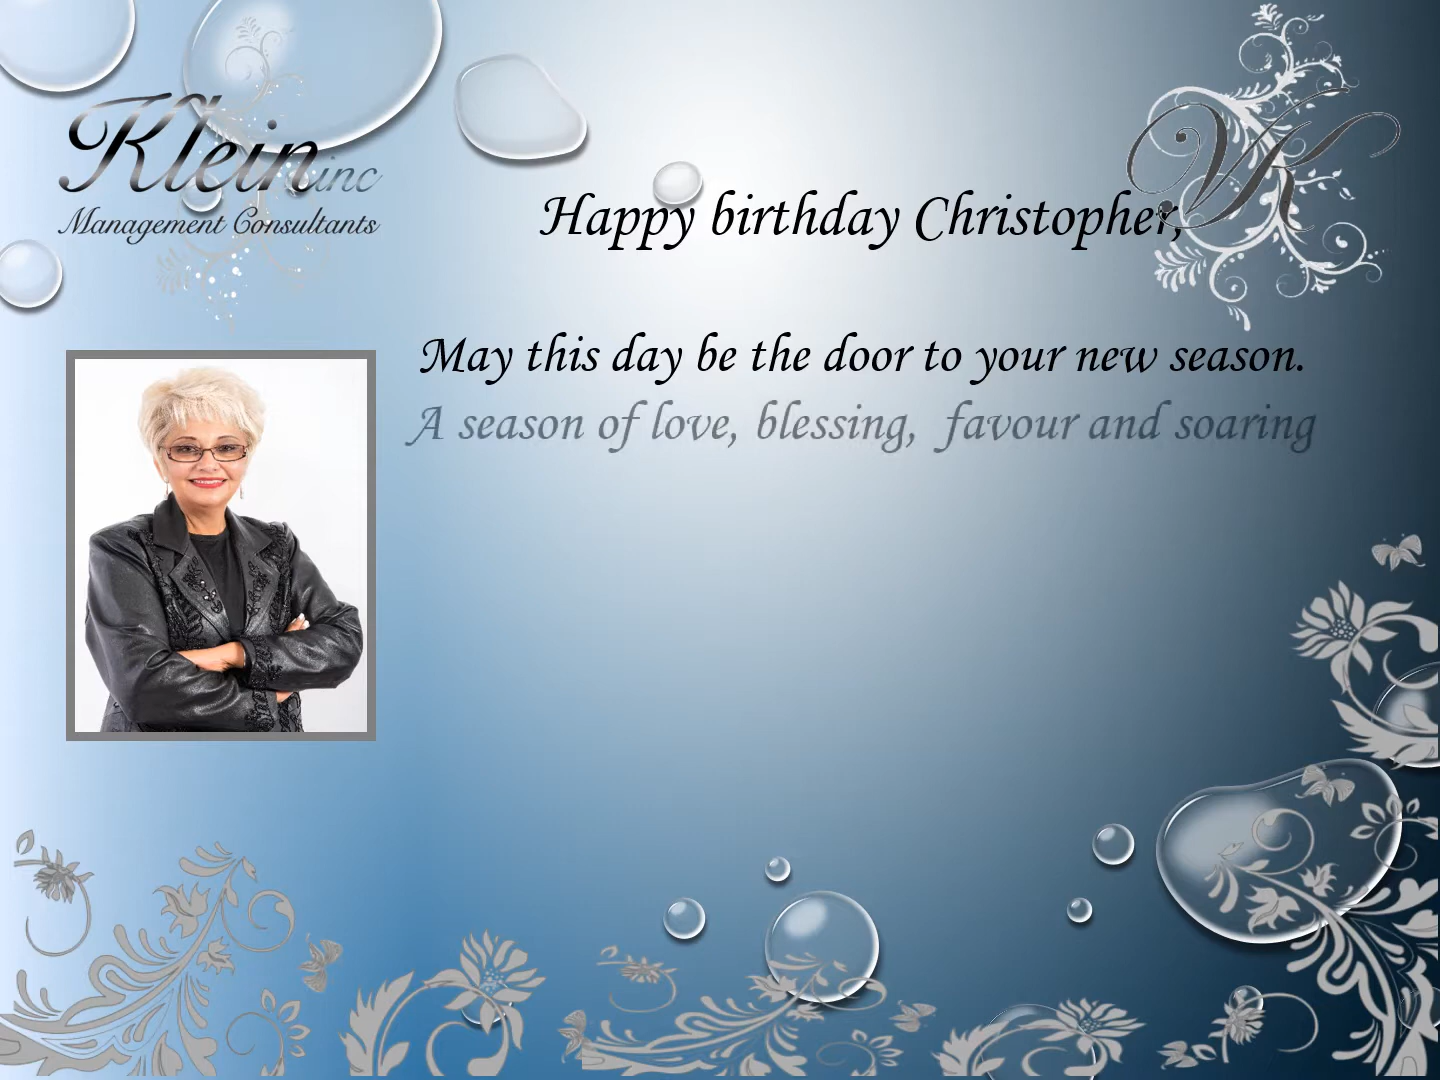 Klein inc
Management Consultants
VK
Happy birthday Christopher,
May this day be the door to your new season.
A season of love, blessing, favour and soaring